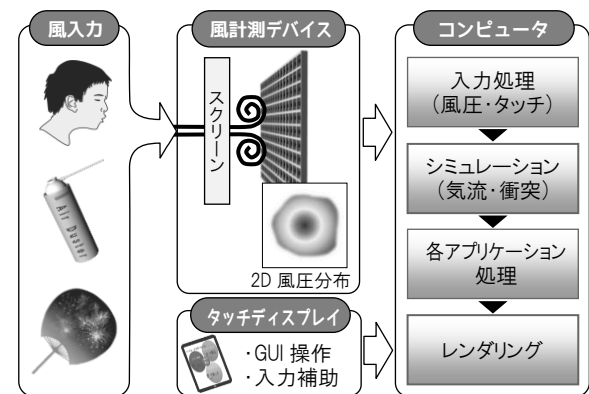 風入力
Air Duster
風計測デバイス
スクリーン
2D 風圧分布
タッチディスプレイ
・GUI 操作
・入力補助
コンピュータ
入力処理
（風圧・タッチ）
シミュレーション
（気流・衝突）
各アプリケーション
処理
レンダリング